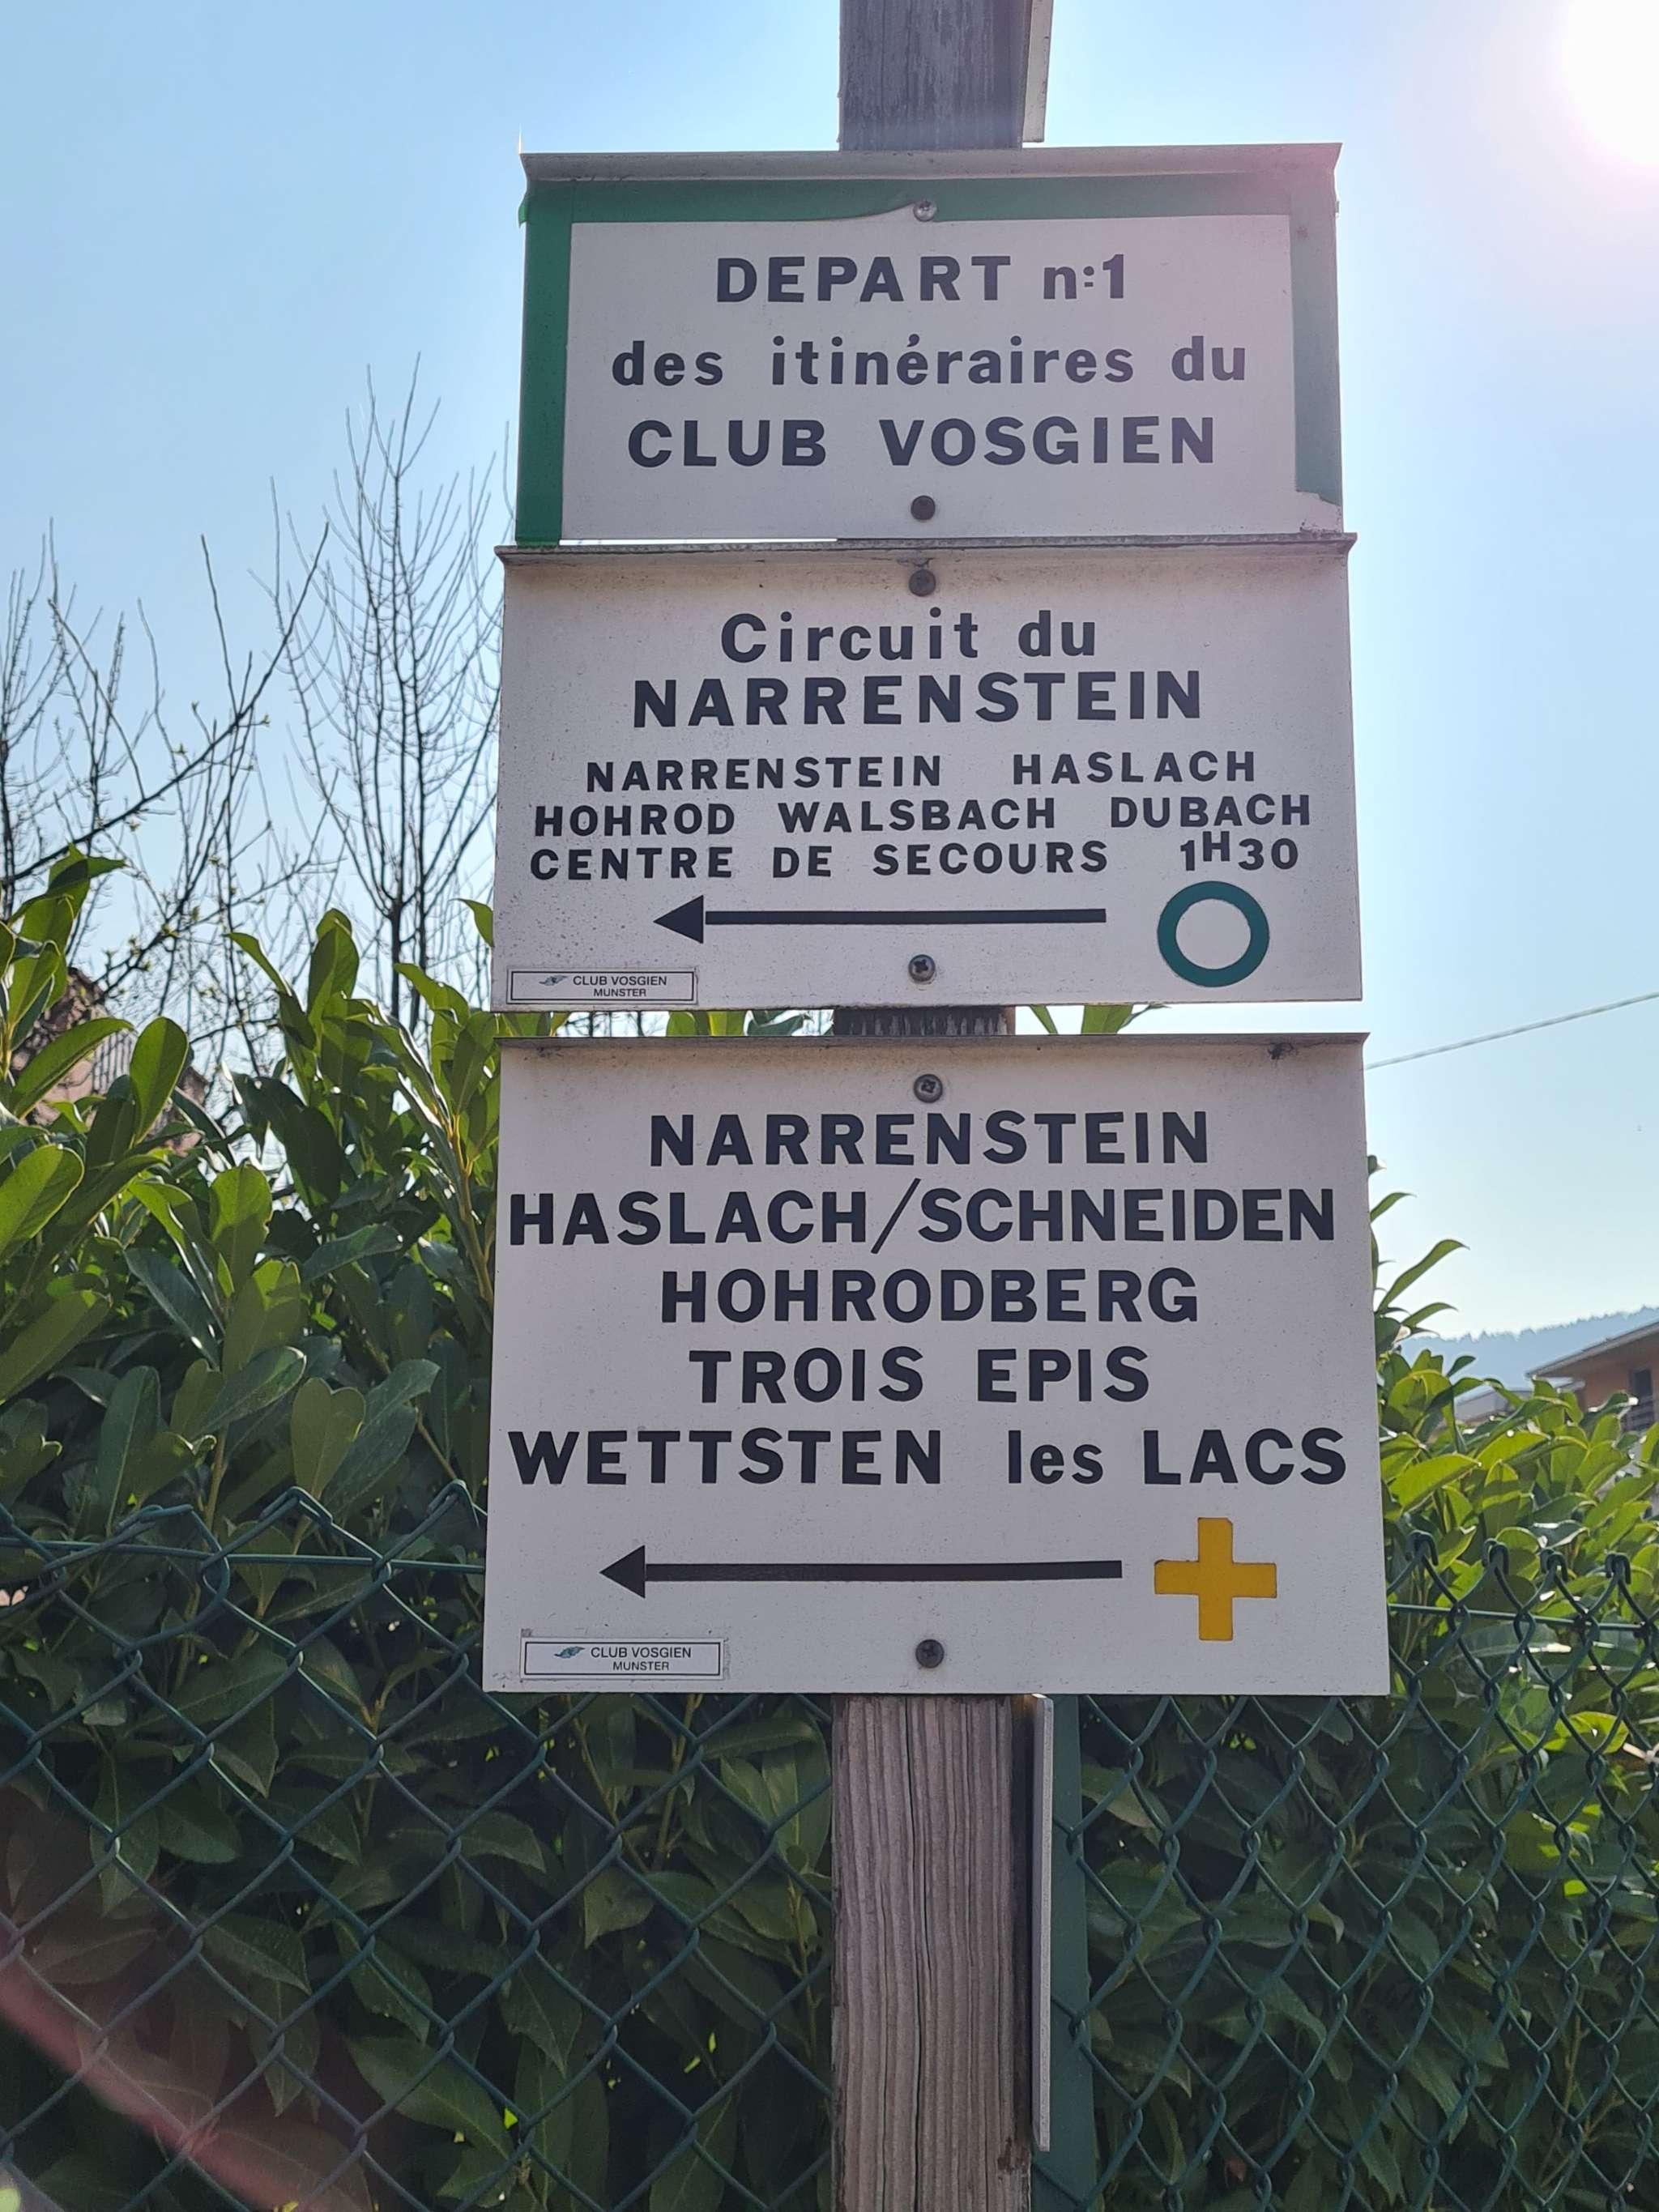 DEPART n:1
des itinéraires du
CLUB VOSGIEN
Circuit du
NARRENSTEIN
NARRENSTEIN HASLACH
HOHROD WALSBACH DUBACH
CENTRE DE SECOURS 1H30
CLUB VOSGIEN
MUNSTER
NARRENSTEIN
HASLACH/SCHNEIDEN
HOHRODBERG
TROIS EPIS
WETTSTEN les LACS
CLUB VOSGIEN
MUNSTER